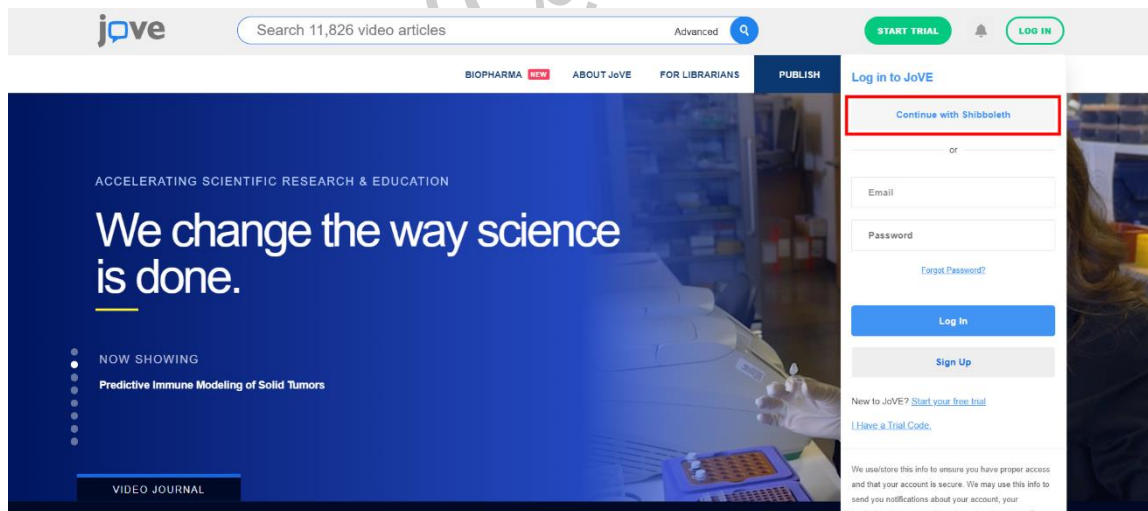 jove
Search 11,826 video articles
Advanced
START TRIAL
LOG IN
BIOPHARMA NEW
ABOUT JoVE
FOR LIBRARIANS
PUBLISH
ACCELERATING SCIENTIFIC RESEARCH & EDUCATION
We change the way science
is done.
NOW SHOWING
Predictive Immune Modeling of Solid Tumors
VIDEO JOURNAL
Log in to JoVE
Continue with Shibboleth
or
Email
Password
Forgot Password?
Log In
Sign Up
New to JoVE? Start your free trial
I Have a Trial Code.
We use/store this info to ensure you have proper access
and that your account is secure. We may use this info to
send you notifications about your account, your